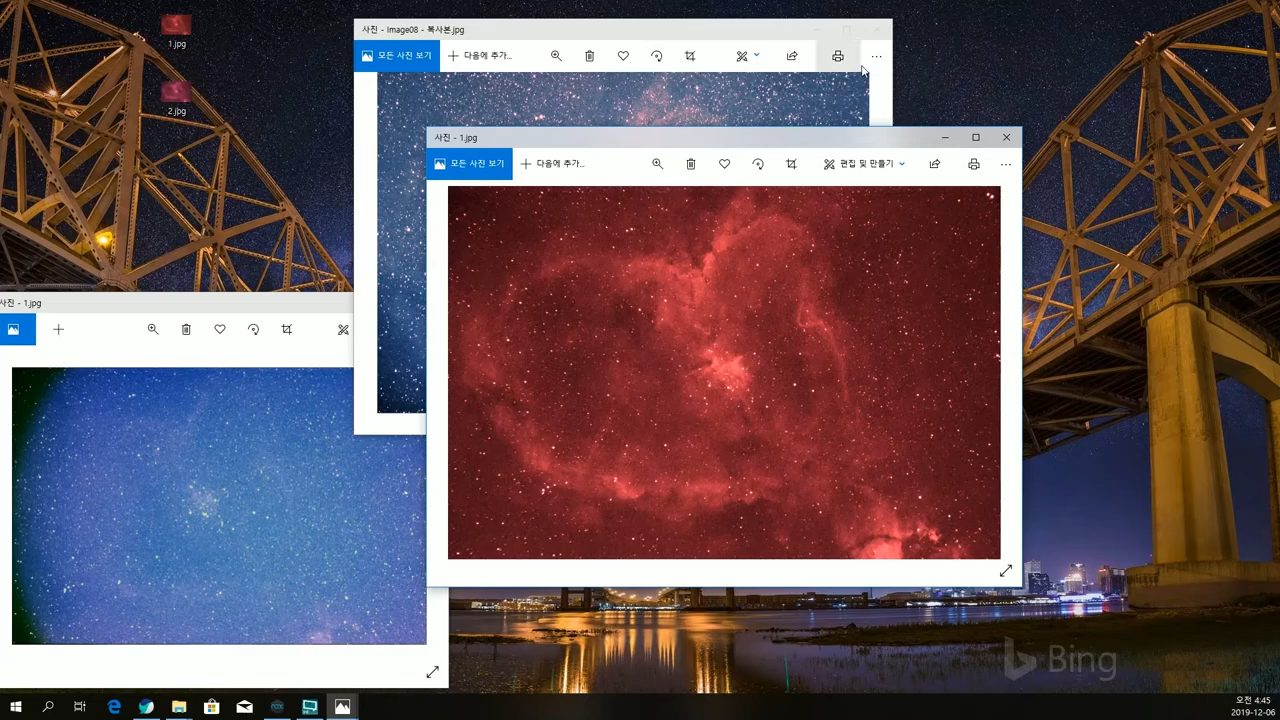 1.jpg
2.jpg
사진 - Image08 - 복사본.jpg
모든 사진 보기
다음에 추가...
사진 - 1.jpg
모든 사진 보기
다음에 추가...
편집 및 만들기
사진 - 1.jpg
Bing
오전 4:45
2019-12-06